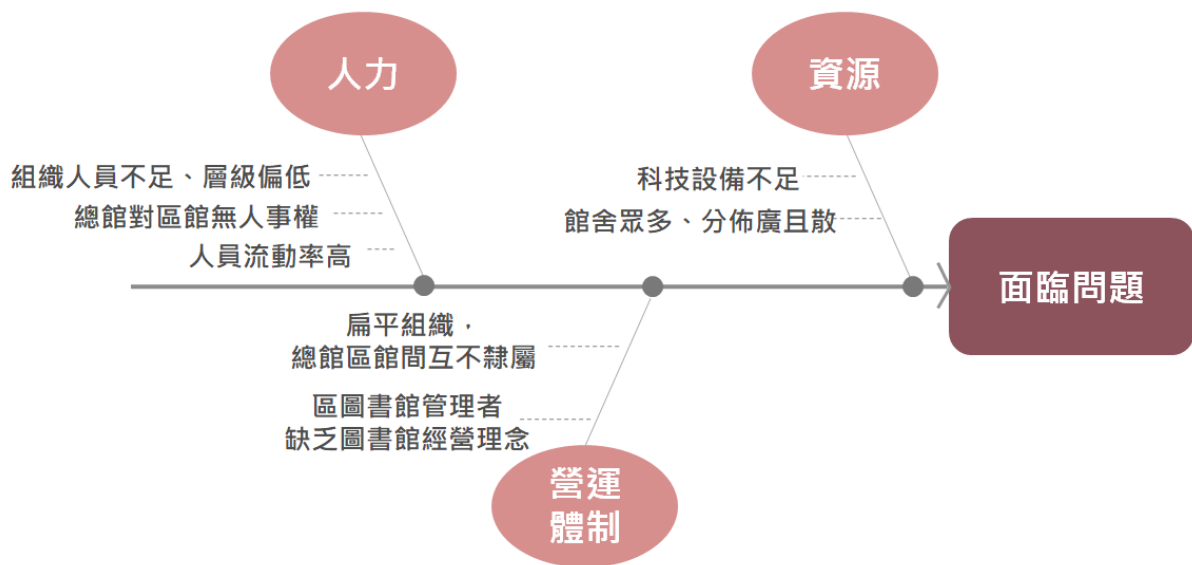 人力
資源
組織人員不足、層級偏低
總館對區館無人事權
人員流動率高
科技設備不足
館舍眾多、分佈廣且散
面臨問題
扁平組織，
總館區館間互不隸屬
區圖書館管理者
缺乏圖書館經營理念
營運
體制